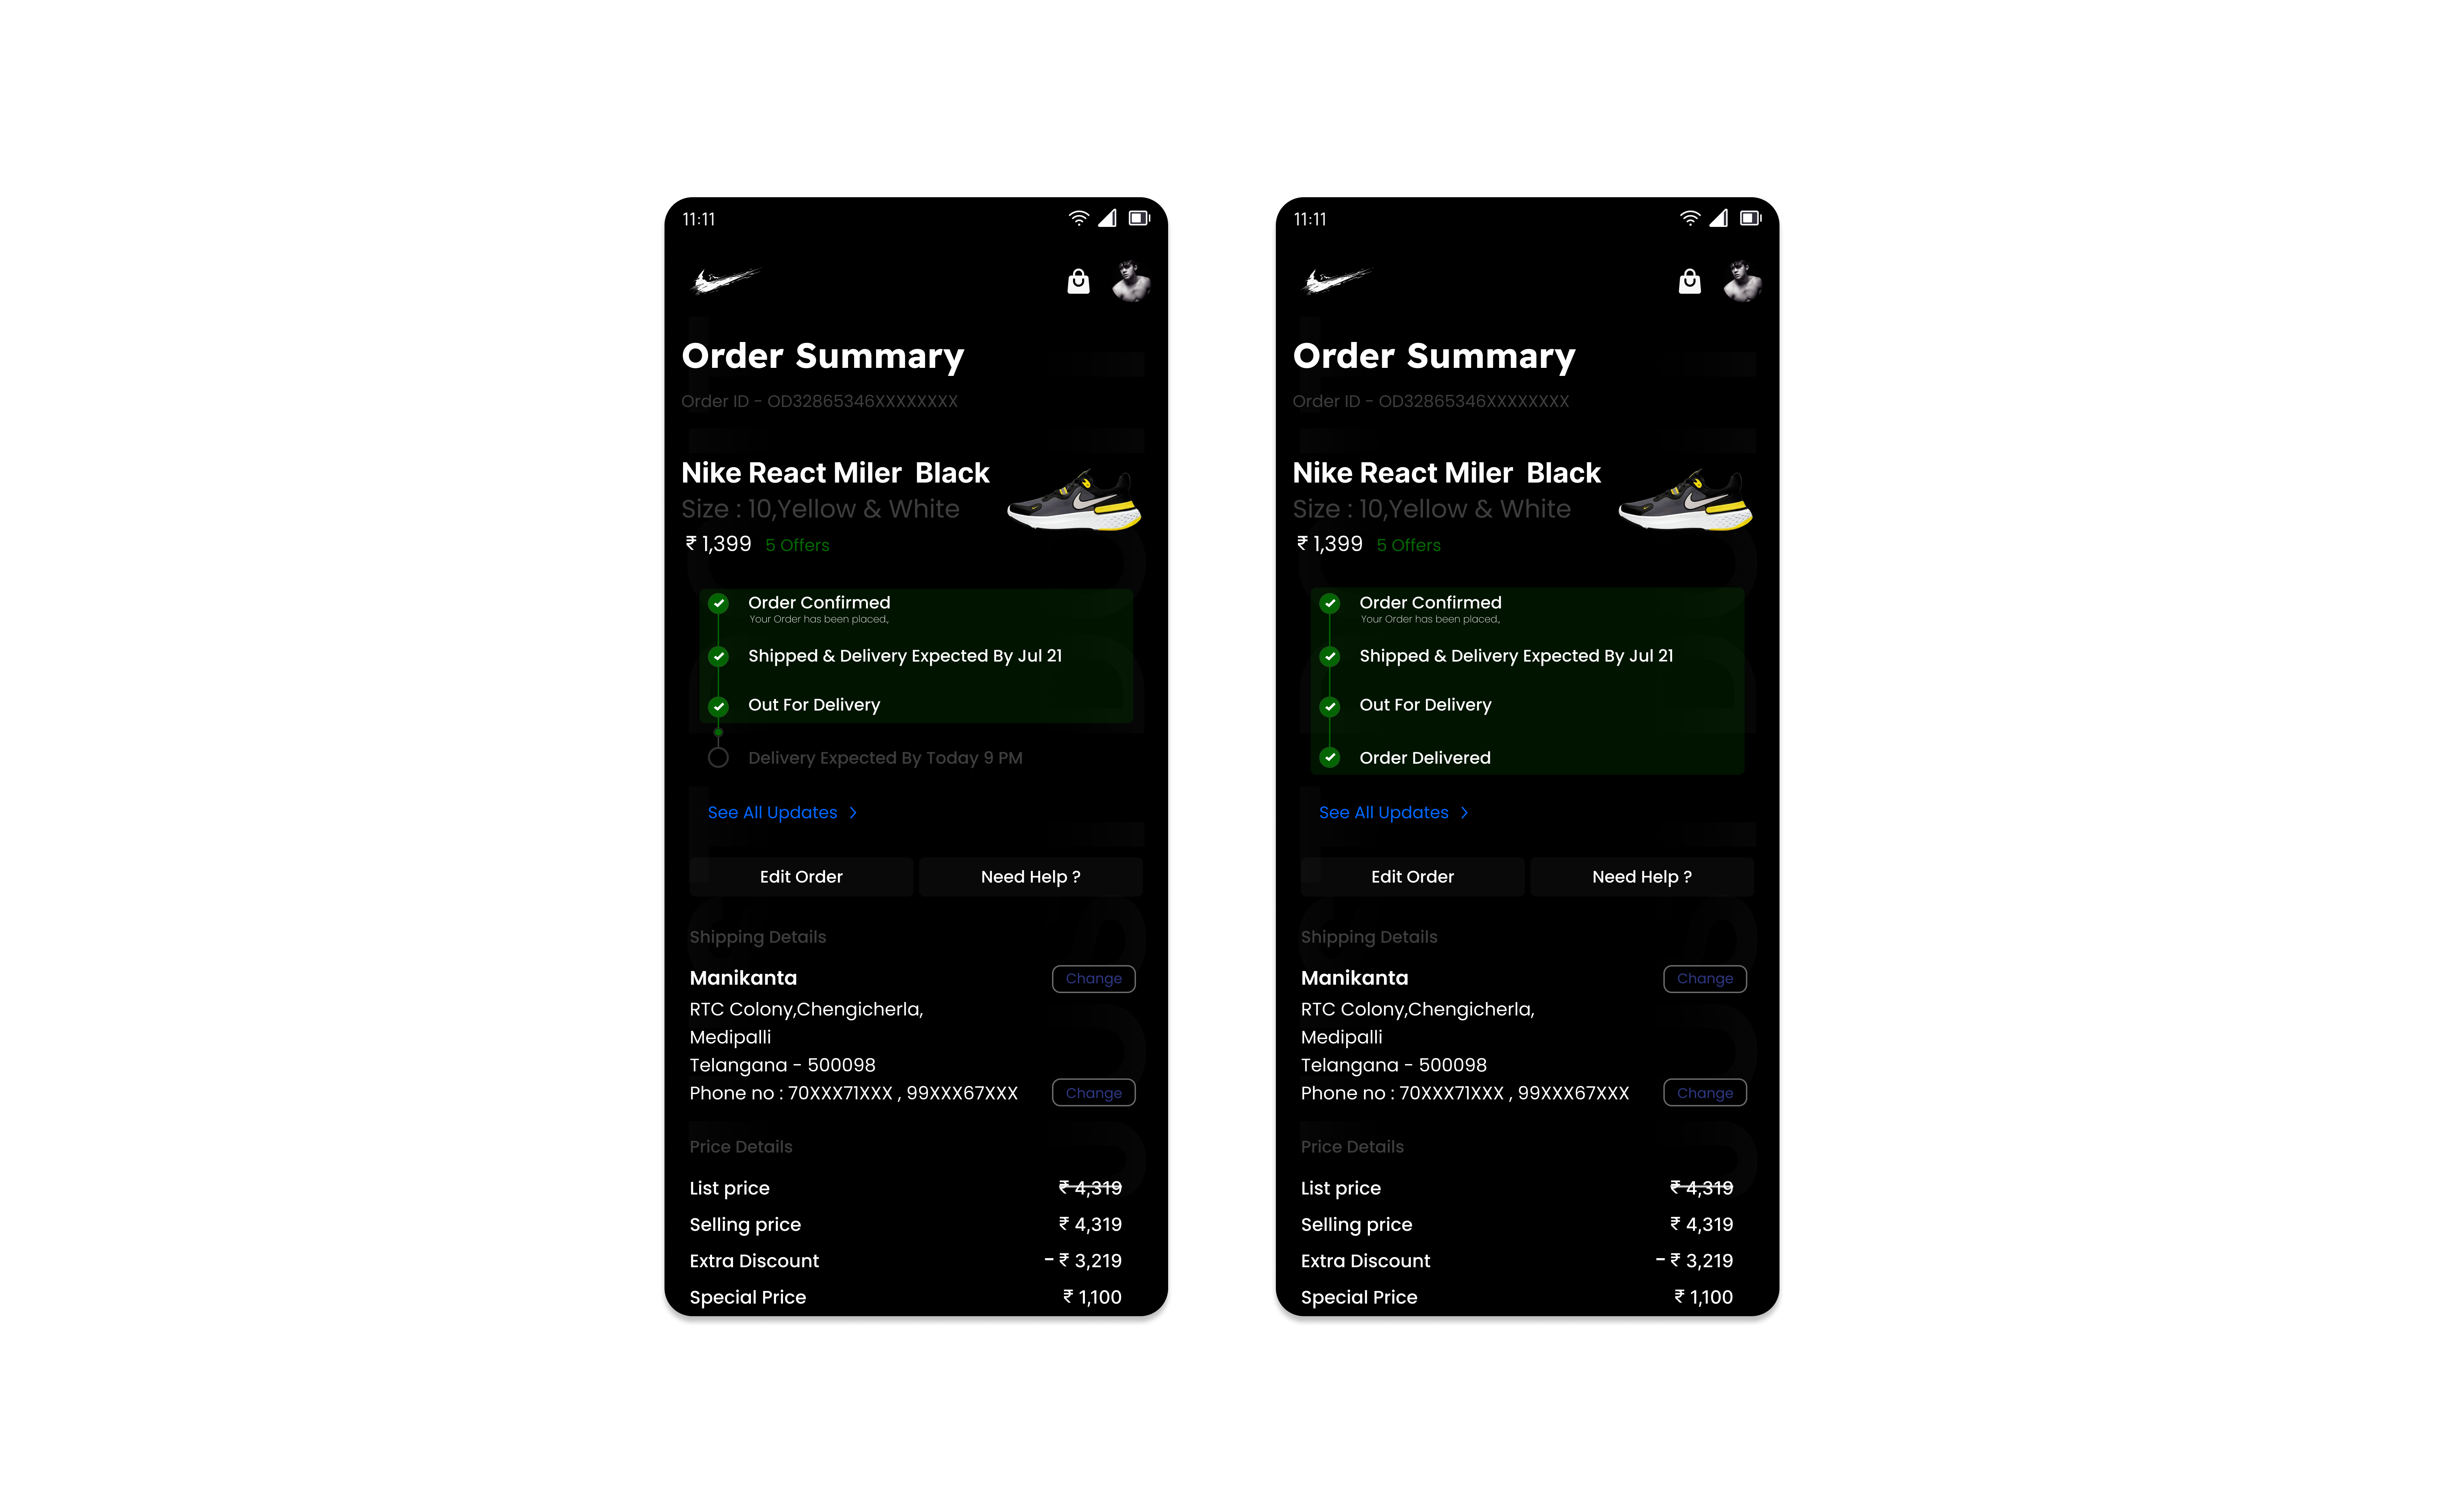 11:11
Order Summary
Order ID - OD32865346XXXXXXXX
Nike React Miler Black
Size : 10,Yellow & White
₹ 1,399 5 Offers
Order Confirmed
Your Order has been placed,
Shipped & Delivery Expected By Jul 21
Out For Delivery
Delivery Expected By Today 9 PM
See All Updates
Edit Order Need Help ?
Shipping Details
Manikanta Change
RTC Colony,Chengicherla,
Medipalli
Telangana - 500098
Phone no : 70XXX71XXX , 99XXX67XXX Change
Price Details
List price ₹ 4,319
Selling price ₹ 4,319
Extra Discount - ₹ 3,219
Special Price ₹ 1,100
11:11
Order Summary
Order ID - OD32865346XXXXXXXX
Nike React Miler Black
Size : 10,Yellow & White
₹ 1,399 5 Offers
Order Confirmed
Your Order has been placed,
Shipped & Delivery Expected By Jul 21
Out For Delivery
Order Delivered
See All Updates
Edit Order Need Help ?
Shipping Details
Manikanta Change
RTC Colony,Chengicherla,
Medipalli
Telangana - 500098
Phone no : 70XXX71XXX , 99XXX67XXX Change
Price Details
List price ₹ 4,319
Selling price ₹ 4,319
Extra Discount - ₹ 3,219
Special Price ₹ 1,100